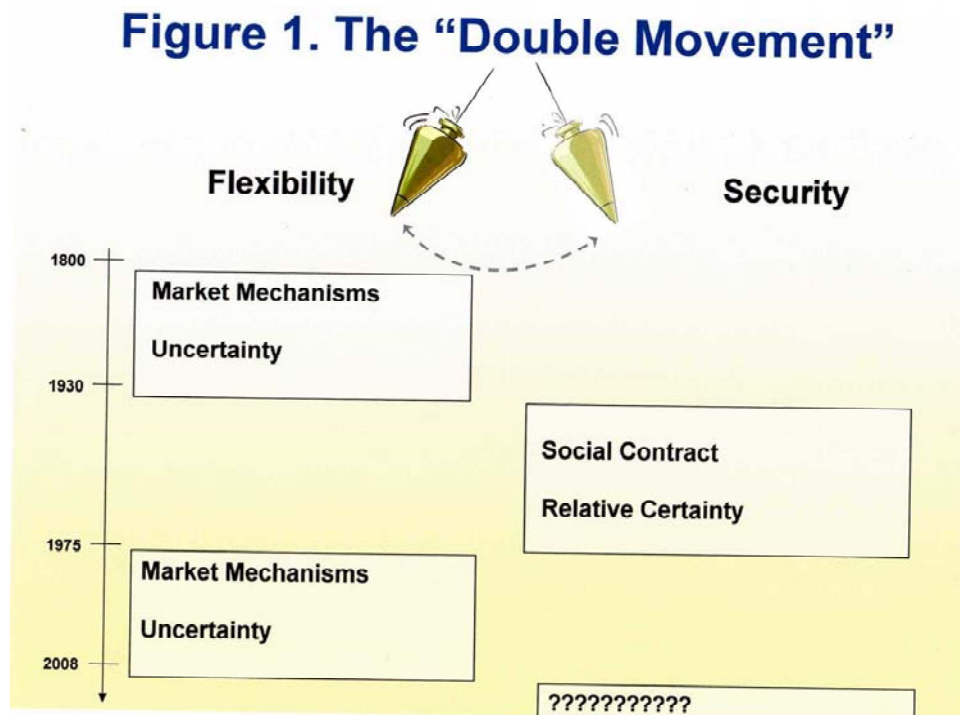 Figure 1. The “Double Movement”
Flexibility
Security
1800
Market Mechanisms
Uncertainty
1930
Social Contract
Relative Certainty
1975
Market Mechanisms
Uncertainty
2008
???????????